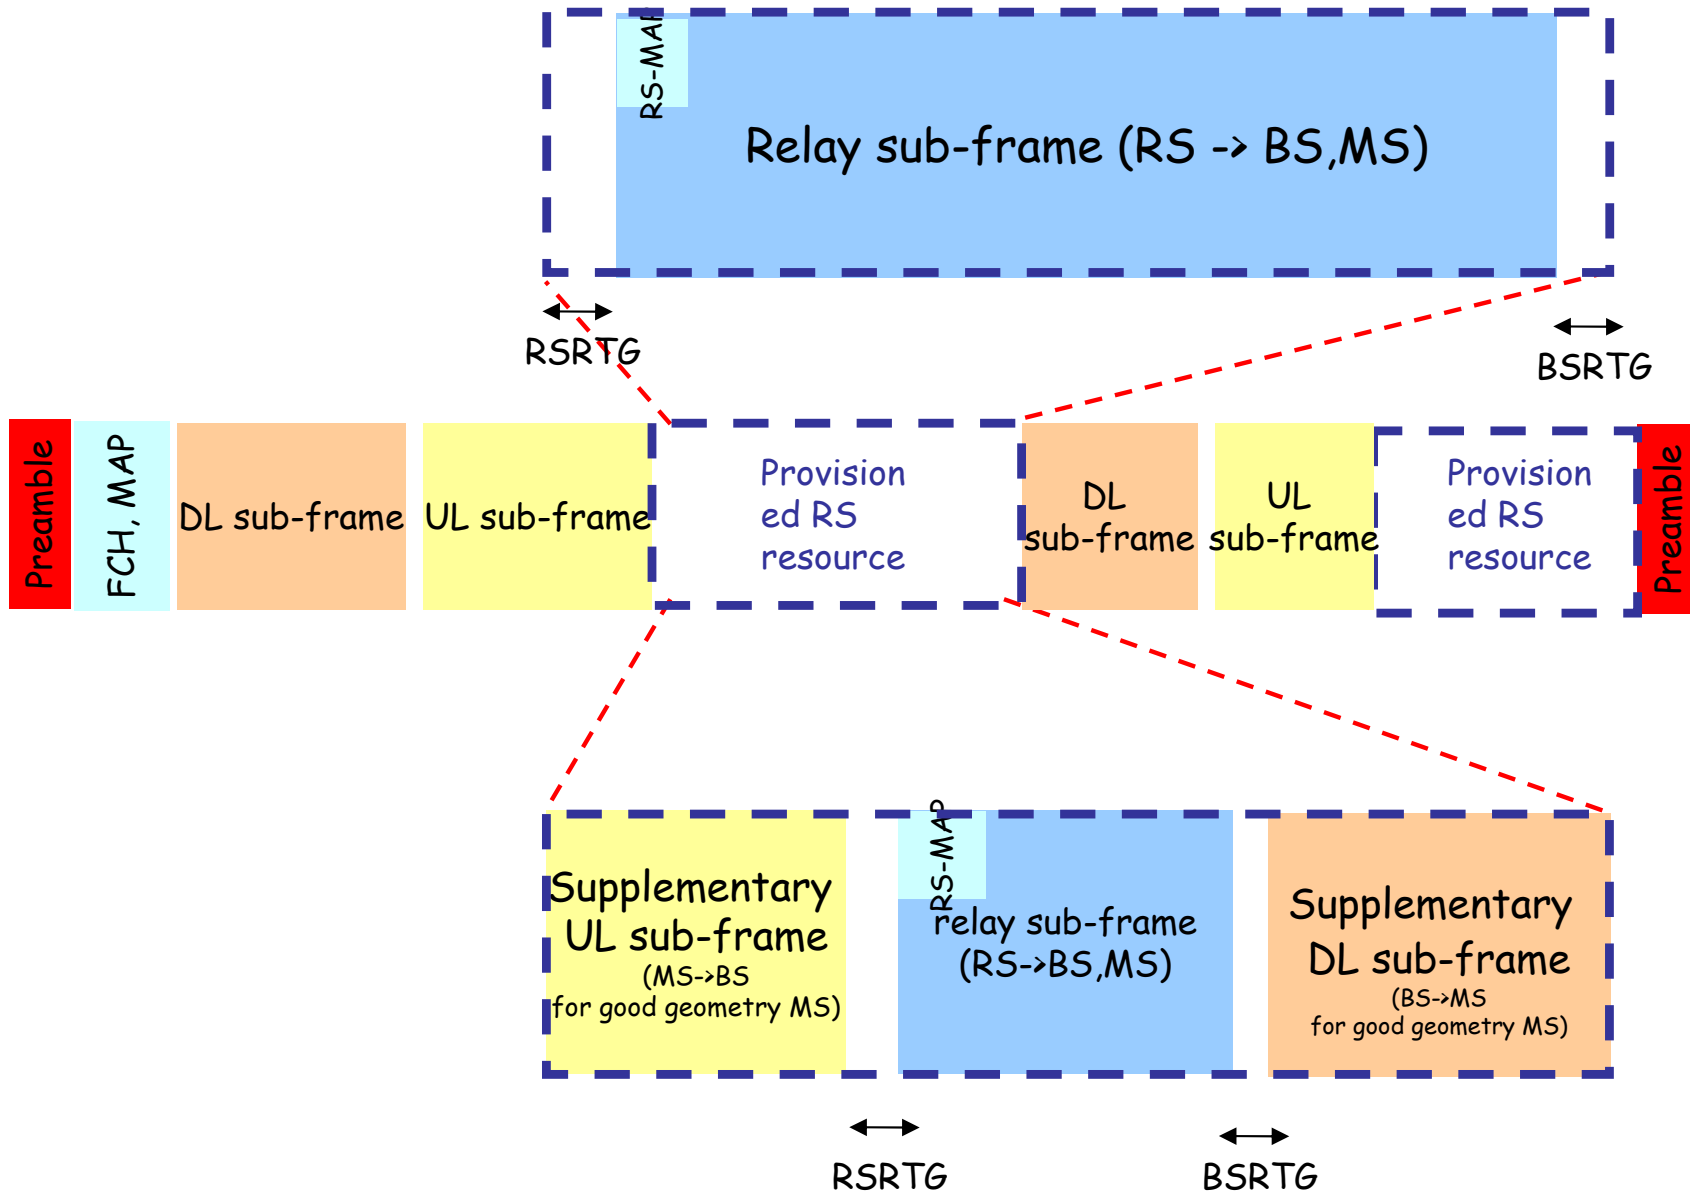 RS-MAP
Relay sub-frame (RS -> BS,MS)
RSRTG
BSRTG
Preamble
FCH, MAP
DL sub-frame
UL sub-frame
Provision
ed RS
resource
DL
sub-frame
UL
sub-frame
Provision
ed RS
resource
Preamble
Supplementary
UL sub-frame
(MS->BS
for good geometry MS)
RS-MAP
relay sub-frame
(RS->BS,MS)
Supplementary
DL sub-frame
(BS->MS
for good geometry MS)
RSRTG
BSRTG